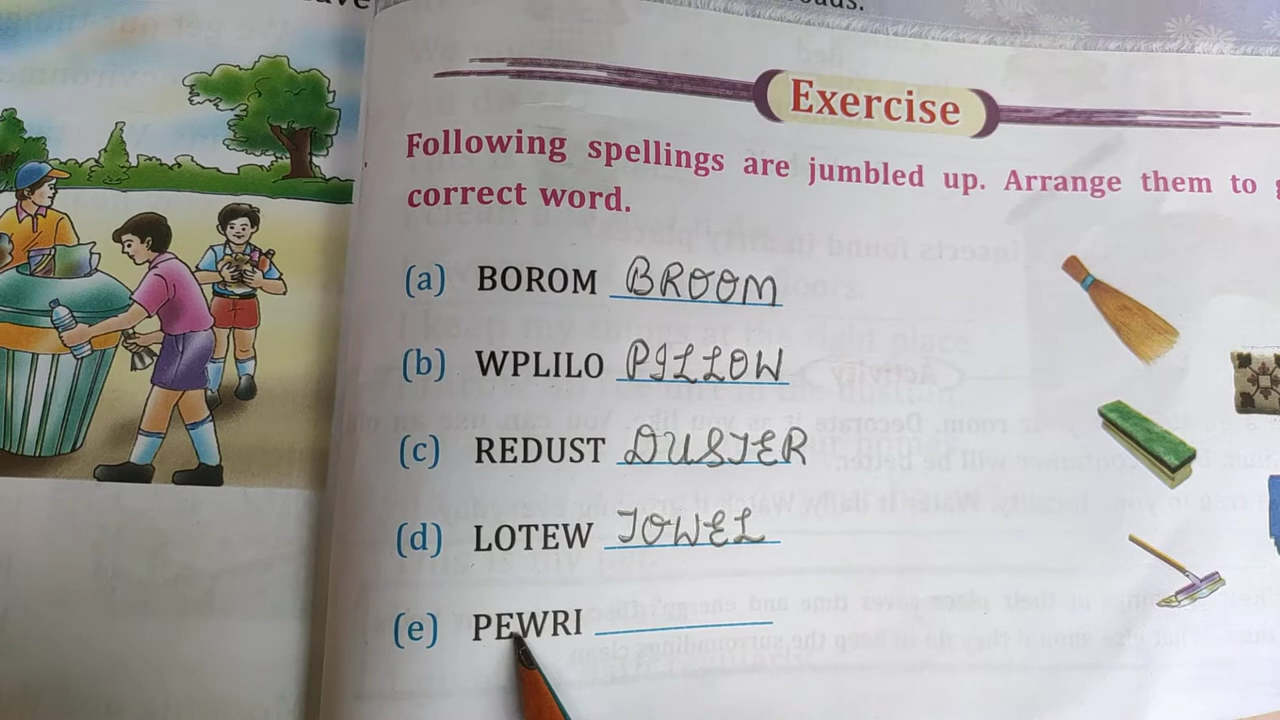 Exercise
Following spellings are jumbled up. Arrange them to
correct word.
(a) BOROM BROOM
(b) WPLILO PILLOW
(c) REDUST DUSTER
(d) LOTEW TOWEL
(e) PEWRI